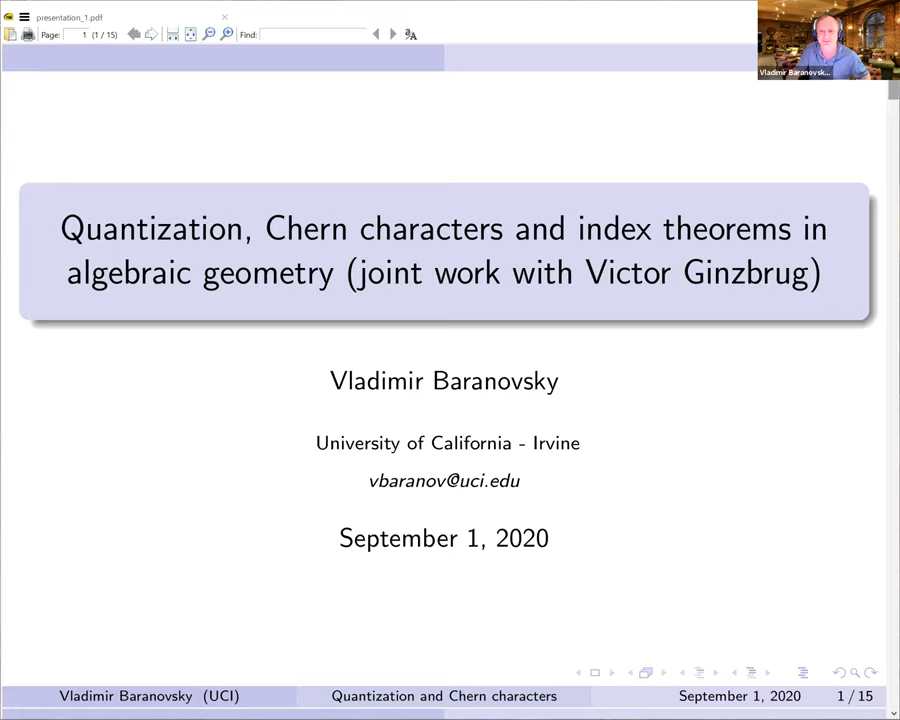 presentation_1.pdf
Page: 1 (1 / 15) Find:
Vladimir Baranovsk...
Quantization, Chern characters and index theorems in
algebraic geometry (joint work with Victor Ginzbrug)
Vladimir Baranovsky
University of California - Irvine
vbaranov@uci.edu
September 1, 2020
Vladimir Baranovsky (UCI) Quantization and Chern characters September 1, 2020 1 / 15